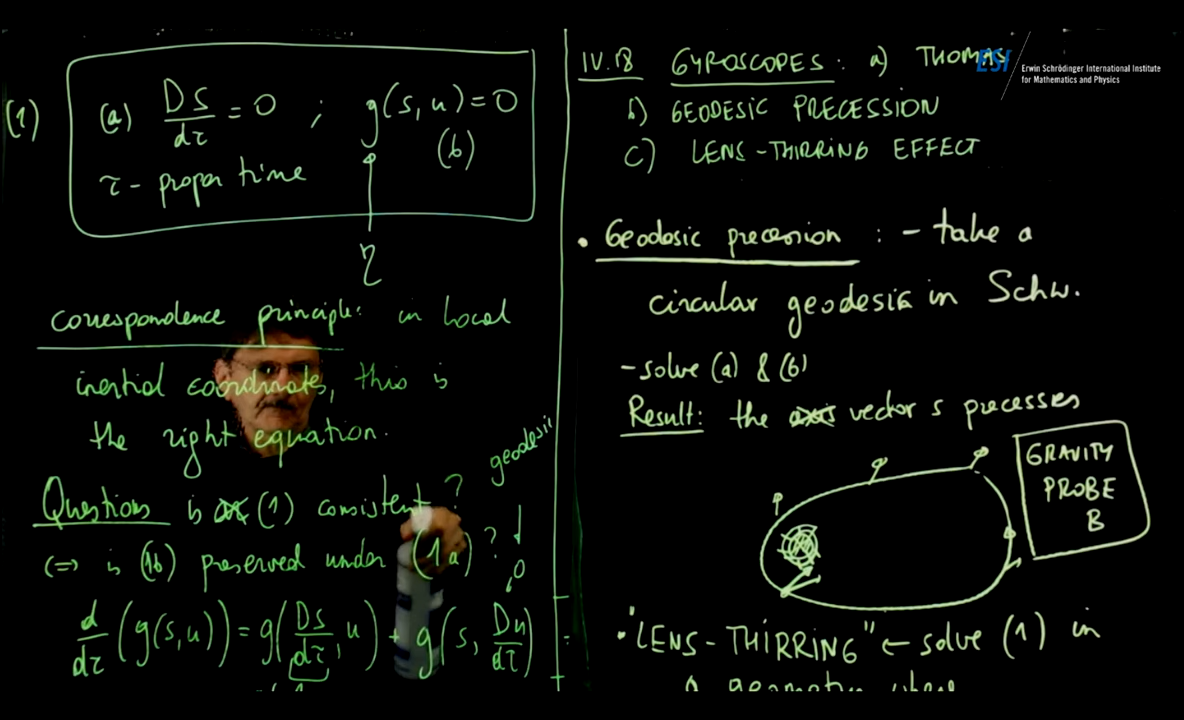 (1) (a) Ds/dτ = 0 ; g(s, u) = 0
(b)
τ - proper time
η
correspondence principle: in local
inertial coordinates, this is
the right equation.
geodesic
Questions is (1) consistent?
⇔ is (1b) preserved under (1a)?
0
d/dτ (g(s,u)) = g(Ds/dτ, u) + g(s, Du/dτ) =
IV.18 GYROSCOPES: a) THOMAS
b) GEODESIC PRECESSION
c) LENS-THIRRING EFFECT
ESI Erwin Schrödinger International Institute
for Mathematics and Physics
• Geodesic precession : - take a
circular geodesic in Schw.
- solve (a) & (b)
Result: the vector s precesses
GRAVITY
PROBE
B
• "LENS-THIRRING" ← solve (1) in
a geometry where